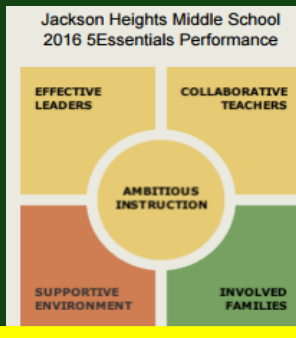 Jackson Heights Middle School
2016 5Essentials Performance
EFFECTIVE
LEADERS
COLLABORATIVE
TEACHERS
AMBITIOUS
INSTRUCTION
SUPPORTIVE
ENVIRONMENT
INVOLVED
FAMILIES